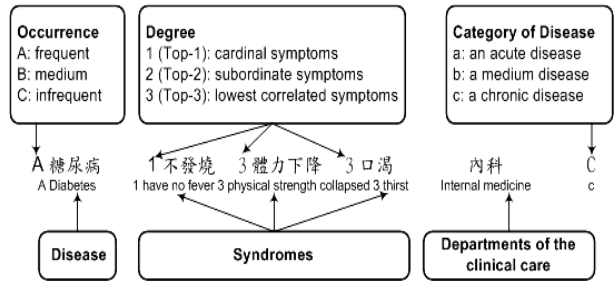 Occurrence
A: frequent
B: medium
C: infrequent
Degree
1 (Top-1): cardinal symptoms
2 (Top-2): subordinate symptoms
3 (Top-3): lowest correlated symptoms
Category of Disease
a: an acute disease
b: a medium disease
c: a chronic disease
A 糖尿病 1 不發燒 3 體力下降 3 口渴 內科 C
A Diabetes 1 have no fever 3 physical strength collapsed 3 thirst Internal medicine c
Disease
Syndromes
Departments of the
clinical care